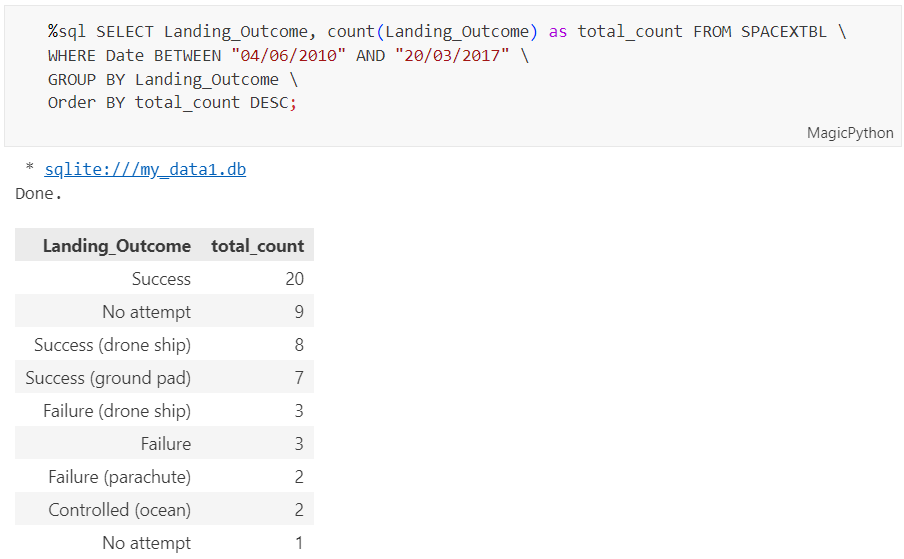 %sql SELECT Landing_Outcome, count(Landing_Outcome) as total_count FROM SPACEXTBL \
WHERE Date BETWEEN "04/06/2010" AND "20/03/2017" \
GROUP BY Landing_Outcome \
Order BY total_count DESC;
MagicPython
* sqlite:///my_data1.db
Done.
Landing_Outcome total_count
Success 20
No attempt 9
Success (drone ship) 8
Success (ground pad) 7
Failure (drone ship) 3
Failure 3
Failure (parachute) 2
Controlled (ocean) 2
No attempt 1